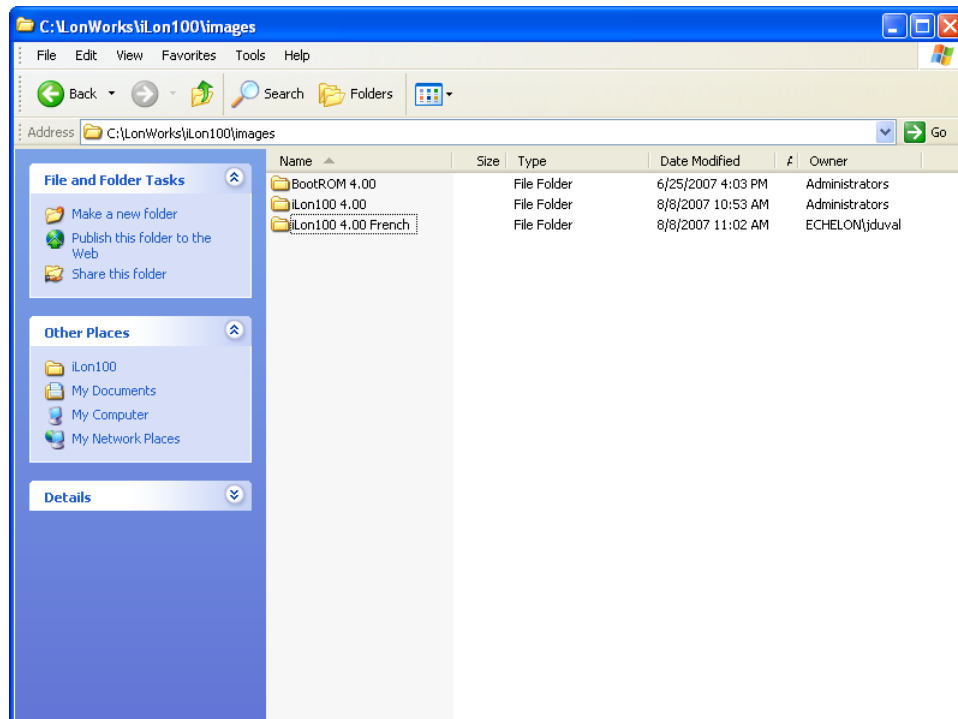 C:\LonWorks\iLon100\images
File Edit View Favorites Tools Help
Back Search Folders
Address C:\LonWorks\iLon100\images Go
Name Size Type Date Modified A Owner
BootROM 4.00 File Folder 6/25/2007 4:03 PM Administrators
iLon100 4.00 File Folder 8/8/2007 10:53 AM Administrators
iLon100 4.00 French File Folder 8/8/2007 11:02 AM ECHELON\jduval
File and Folder Tasks
Make a new folder
Publish this folder to the
Web
Share this folder
Other Places
iLon100
My Documents
My Computer
My Network Places
Details